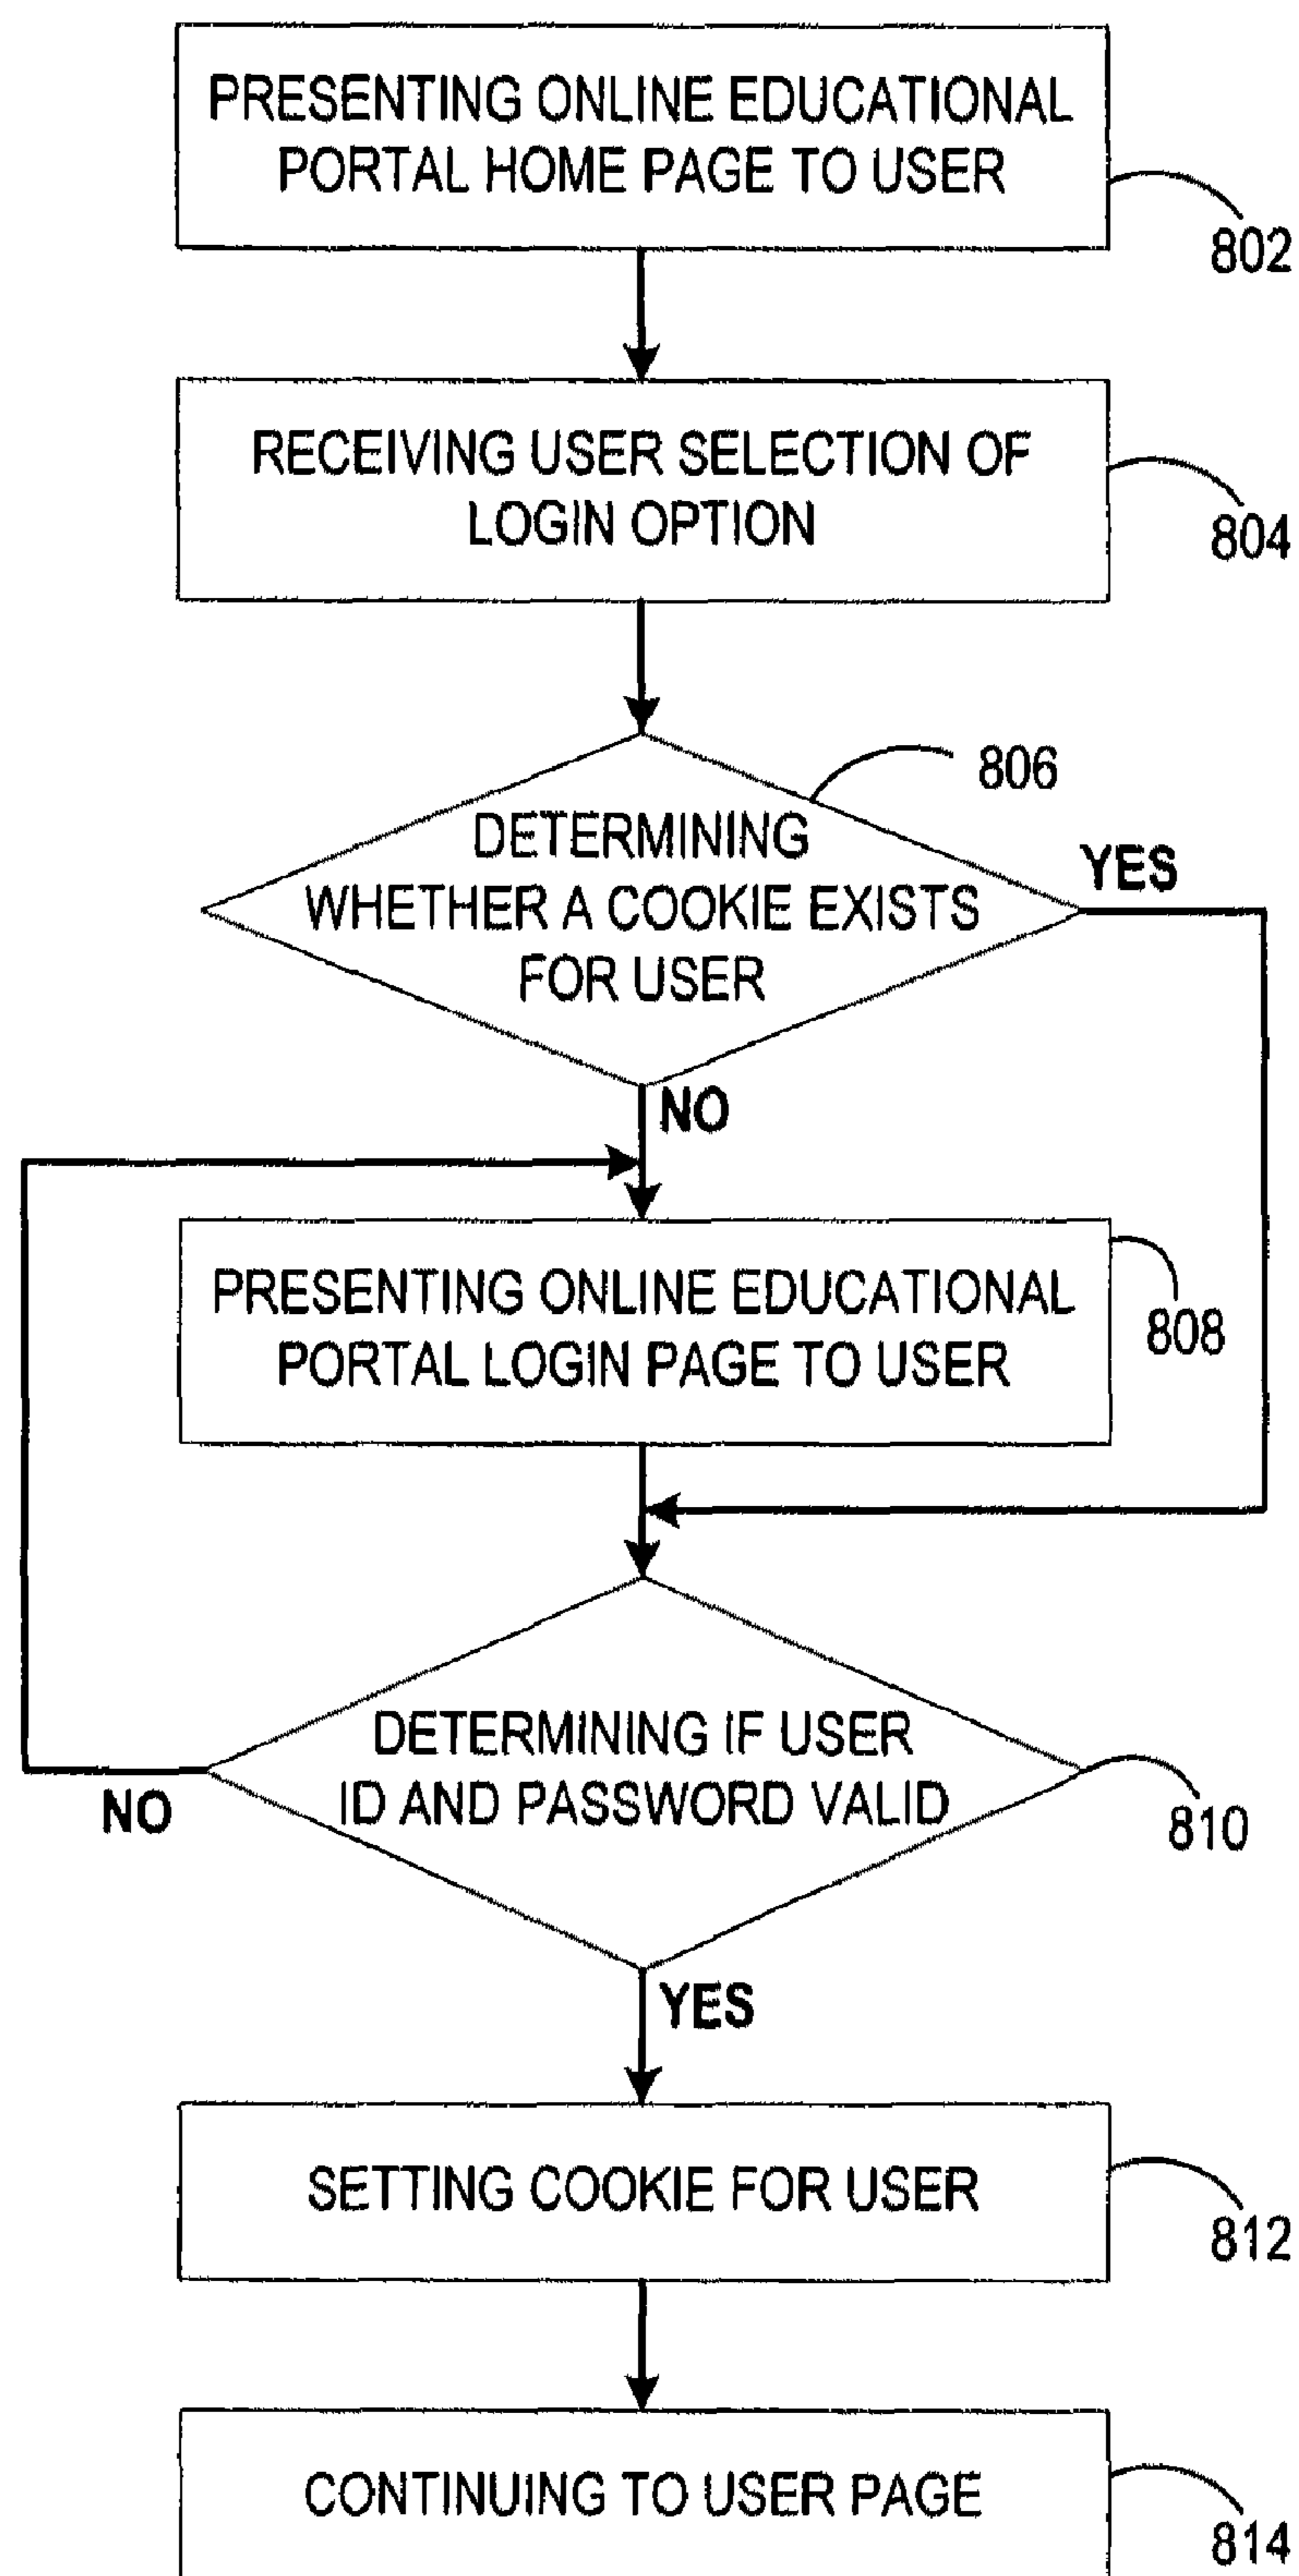 PRESENTING ONLINE EDUCATIONAL
PORTAL HOME PAGE TO USER
802
RECEIVING USER SELECTION OF
LOGIN OPTION
804
806
DETERMINING
WHETHER A COOKIE EXISTS
FOR USER
YES
NO
PRESENTING ONLINE EDUCATIONAL
PORTAL LOGIN PAGE TO USER
808
DETERMINING IF USER
ID AND PASSWORD VALID
NO
810
YES
SETTING COOKIE FOR USER
812
CONTINUING TO USER PAGE
814